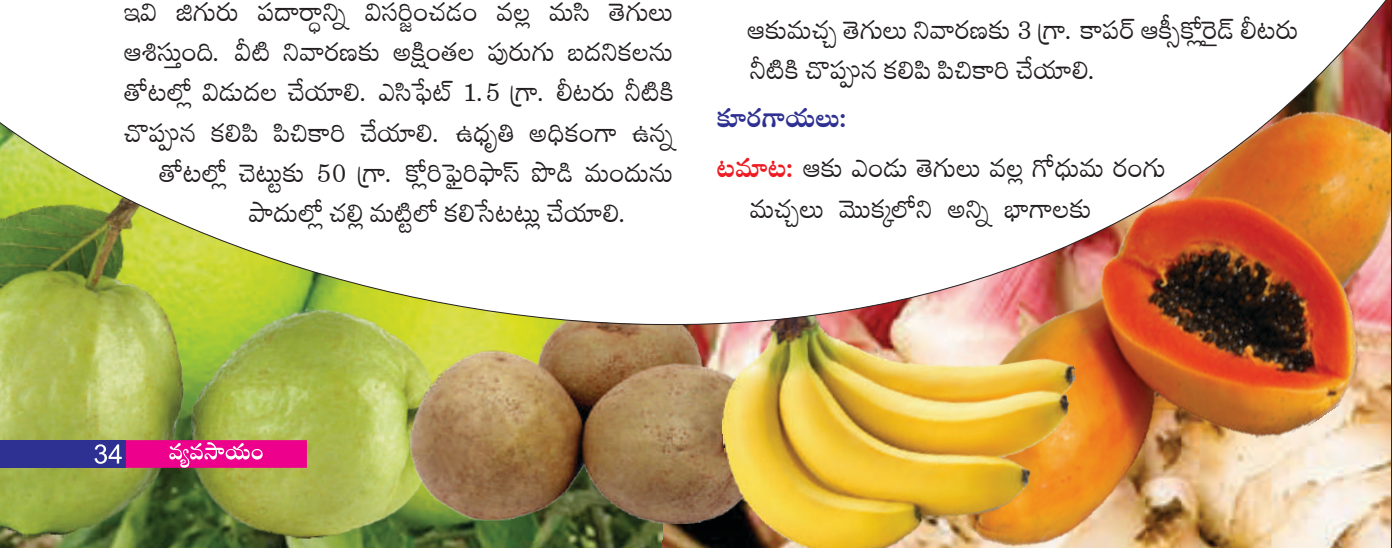 ఇవి జిగురు పదార్థాన్ని విసర్జించడం వల్ల మసి తెగులు
ఆశిస్తుంది. వీటి నివారణకు అక్షింతల పురుగు బదనికలను
తోటల్లో విడుదల చేయాలి. ఎసిఫేట్ 1.5 గ్రా. లీటరు నీటికి
చొప్పున కలిపి పిచికారి చేయాలి. ఉధృతి అధికంగా ఉన్న
తోటల్లో చెట్టుకు 50 గ్రా. క్లోరిఫైరిఫాస్ పొడి మందును
పాదుల్లో చల్లి మట్టిలో కలిసేటట్లు చేయాలి.
ఆకుమచ్చ తెగులు నివారణకు 3 గ్రా. కాపర్ ఆక్సీక్లోరైడ్ లీటరు
నీటికి చొప్పున కలిపి పిచికారి చేయాలి.
కూరగాయలు:
టమాట: ఆకు ఎండు తెగులు వల్ల గోధుమ రంగు
మచ్చలు మొక్కలోని అన్ని భాగాలకు
34 వ్యవసాయం